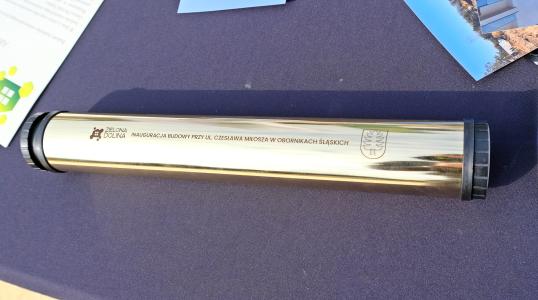 ZIELONA
DOLINA
INAUGURACJA BUDOWY PRZY UL. CZESŁAWA MIŁOSZA W OBORNIKACH ŚLĄSKICH